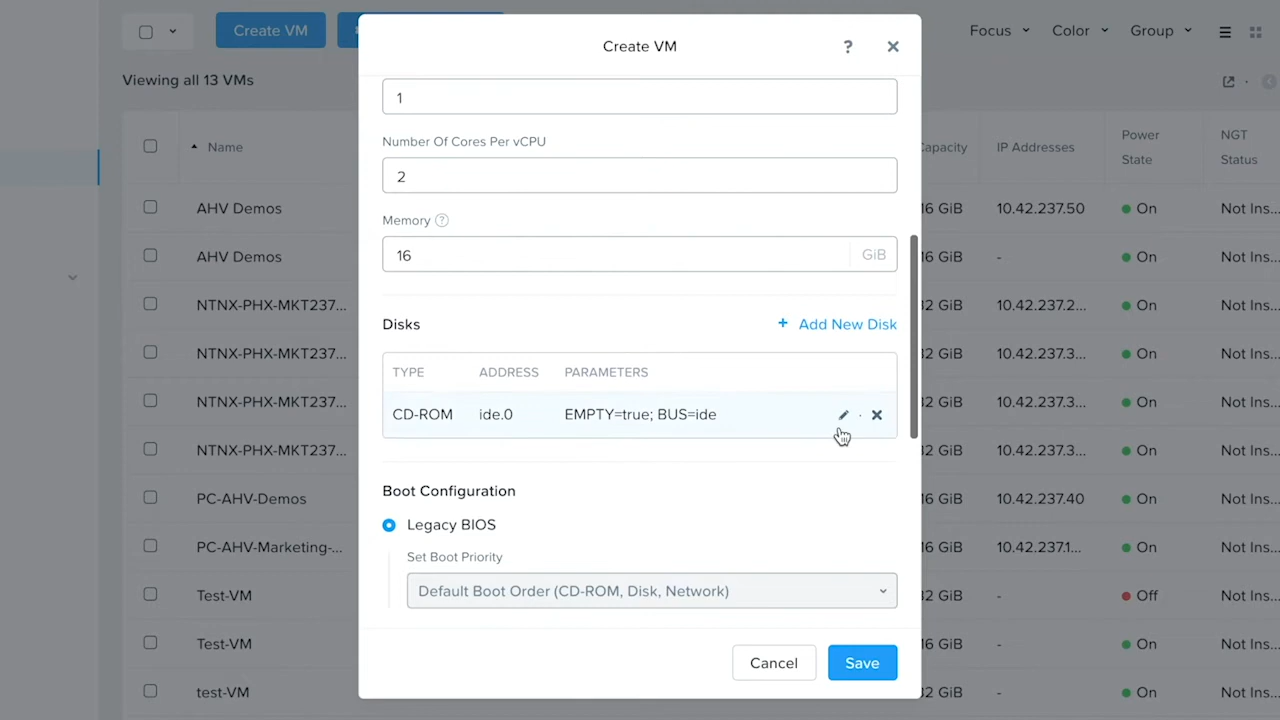 Create VM
Focus
Color
Group
Viewing all 13 VMs
Name
Capacity
IP Addresses
Power State
NGT Status
AHV Demos
16 GiB
10.42.237.50
On
Not Ins...
AHV Demos
16 GiB
-
On
Not Ins...
NTNX-PHX-MKT237...
32 GiB
10.42.237.2...
On
Not Ins...
NTNX-PHX-MKT237...
32 GiB
10.42.237.3...
On
Not Ins...
NTNX-PHX-MKT237...
32 GiB
10.42.237.3...
On
Not Ins...
NTNX-PHX-MKT237...
32 GiB
10.42.237.3...
On
Not Ins...
PC-AHV-Demos
16 GiB
10.42.237.40
On
Not Ins...
PC-AHV-Marketing-...
16 GiB
10.42.237.1...
On
Not Ins...
Test-VM
32 GiB
-
Off
Not Ins...
Test-VM
16 GiB
-
On
Not Ins...
test-VM
32 GiB
-
On
Not Ins...
Create VM
?
1
Number Of Cores Per vCPU
2
Memory ?
16
GiB
Disks
+ Add New Disk
TYPE ADDRESS PARAMETERS
CD-ROM ide.0 EMPTY=true; BUS=ide
Boot Configuration
Legacy BIOS
Set Boot Priority
Default Boot Order (CD-ROM, Disk, Network)
Cancel
Save